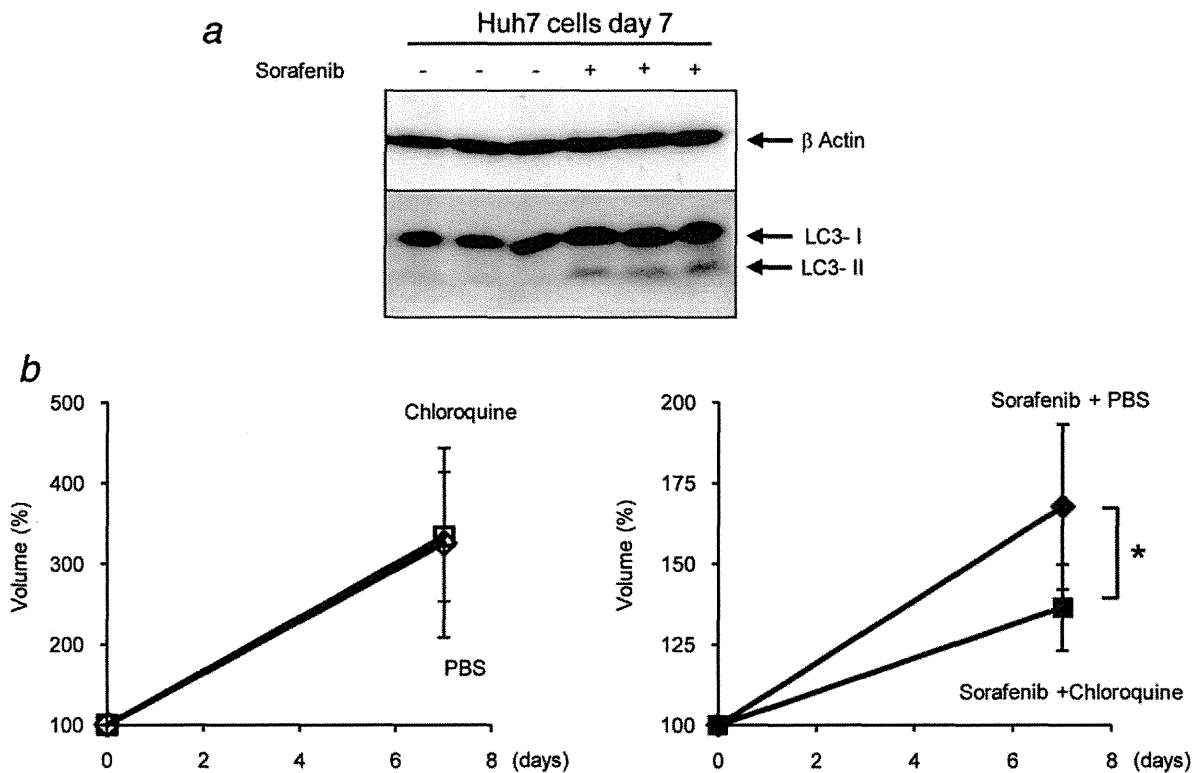 a
Huh7 cells day 7
Sorafenib - - - + + +
β Actin
LC3- I
LC3- II
b
500
400
300
200
100
Volume (%)
Chloroquine
PBS
0 2 4 6 8 (days)
200
175
150
125
100
Volume (%)
Sorafenib + PBS
*
Sorafenib +Chloroquine
0 2 4 6 8 (days)